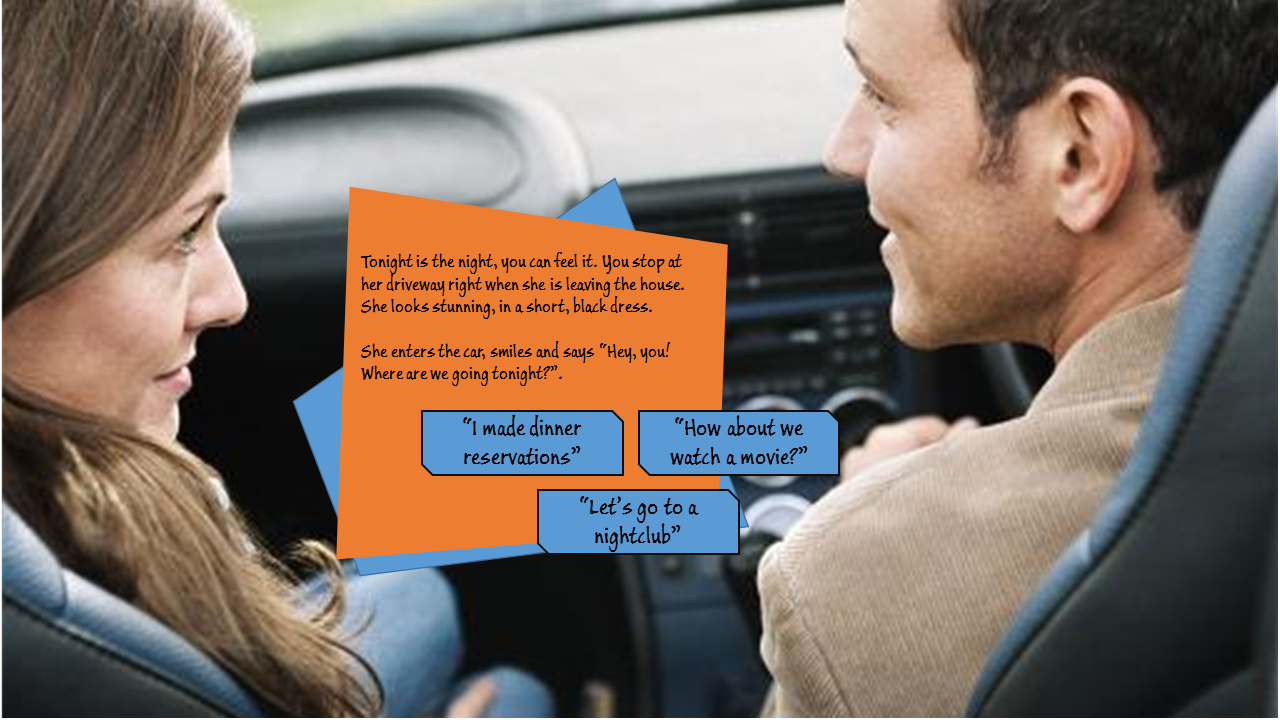 Tonight is the night, you can feel it. You stop at
her driveway right when she is leaving the house.
She looks stunning, in a short, black dress.
She enters the car, smiles and says “Hey, you!
Where are we going tonight?”.
“I made dinner
reservations”
“How about we
watch a movie?”
“Let’s go to a
nightclub”